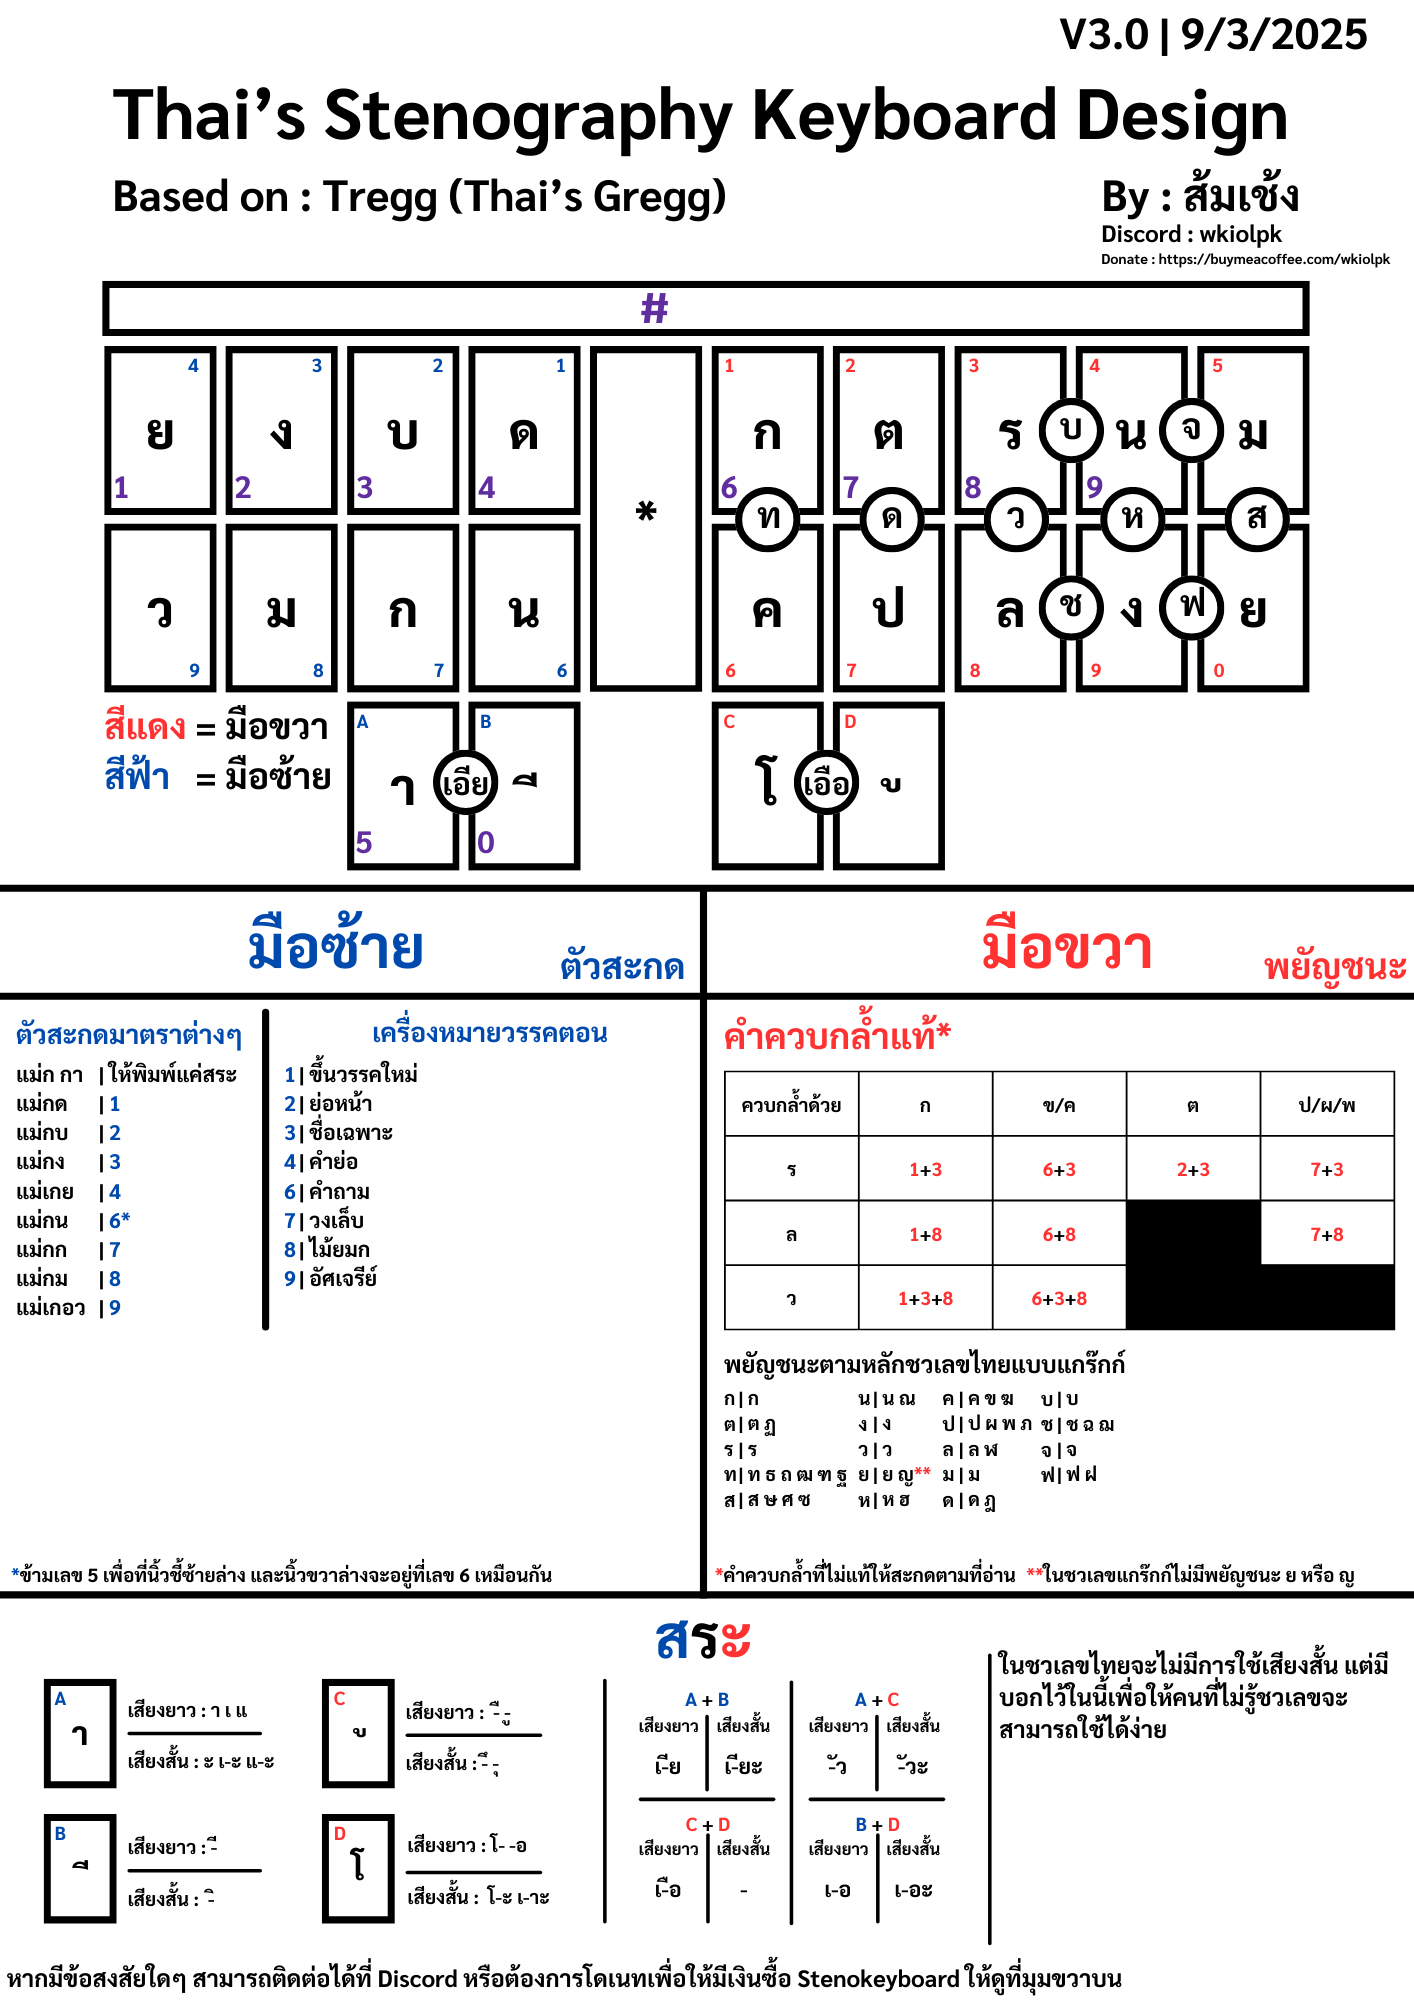 V3.0 | 9/3/2025
Thai's Stenography Keyboard Design
Based on : Tregg (Thai's Gregg)
By : ส้มเช้ง
Discord : wkiolpk
Donate : https://buymeacoffee.com/wkiolpk
#
4 3 2 1 1 2 3 4 5
ย ง บ ด ก ต ร บ น จ ม
1 2 3 4 6 7 8 9
* ท ด ว ห ส
ว ม ก น ค ป ล ช ง ฟ ย
9 8 7 6 6 7 8 9 0
สีแดง = มือขวา
สีฟ้า = มือซ้าย
A B C D
า เอีย ี โ เอือ ั
5 0
มือซ้าย
ตัวสะกด
มือขวา
พยัญชนะ
ตัวสะกดมาตราต่างๆ
แม่ก กา | ให้พิมพ์แค่สระ
แม่กด | 1
แม่กบ | 2
แม่กง | 3
แม่เกย | 4
แม่กน | 6*
แม่กก | 7
แม่กม | 8
แม่เกอว | 9
เครื่องหมายวรรคตอน
1 | ขึ้นวรรคใหม่
2 | ย่อหน้า
3 | ชื่อเฉพาะ
4 | คำย่อ
6 | คำถาม
7 | วงเล็บ
8 | ไม้ยมก
9 | อัศเจรีย์
*ข้ามเลข 5 เพื่อที่นิ้วชี้ซ้ายล่าง และนิ้วขวาล่างจะอยู่ที่เลข 6 เหมือนกัน
คำควบกล้ำแท้*
ควบกล้ำด้วย ก ข/ค ต ป/ผ/พ
ร 1+3 6+3 2+3 7+3
ล 1+8 6+8 7+8
ว 1+3+8 6+3+8
พยัญชนะตามหลักชวเลขไทยแบบแกร๊กก์
ก | ก น | น ณ ค | ค ข ฆ บ | บ
ต | ต ฏ ง | ง ป | ป ผ พ ภ ช | ช ฉ ฌ
ร | ร ว | ว ล | ล ฬ จ | จ
ท | ท ธ ถ ฒ ฑ ฐ ย | ย ญ** ม | ม ฟ | ฟ ฝ
ส | ส ษ ศ ซ ห | ห ฮ ด | ด ฎ
*คำควบกล้ำที่ไม่แท้ให้สะกดตามที่อ่าน **ในชวเลขแกร๊กก์ไม่มีพยัญชนะ ย หรือ ญ
สระ
A
า
เสียงยาว : า เ แ
เสียงสั้น : ะ เ-ะ แ-ะ
B
ี
เสียงยาว : -ี
เสียงสั้น : -ิ
C
เสียงยาว : -ื -ู
เสียงสั้น : -ึ -ุ
D
โ
เสียงยาว : โ- -อ
เสียงสั้น : โ-ะ เ-าะ
A + B
เสียงยาว เสียงสั้น
เ-ีย เ-ียะ
A + C
เสียงยาว เสียงสั้น
-ัว -ัวะ
C + D
เสียงยาว เสียงสั้น
เ-ือ -
B + D
เสียงยาว เสียงสั้น
เ-อ เ-อะ
ในชวเลขไทยจะไม่มีการใช้เสียงสั้น แต่มี
บอกไว้ในนี้เพื่อให้คนที่ไม่รู้ชวเลขจะ
สามารถใช้ได้ง่าย
หากมีข้อสงสัยใดๆ สามารถติดต่อได้ที่ Discord หรือต้องการโดเนทเพื่อให้มีเงินซื้อ Stenokeyboard ให้ดูที่มุมขวาบน